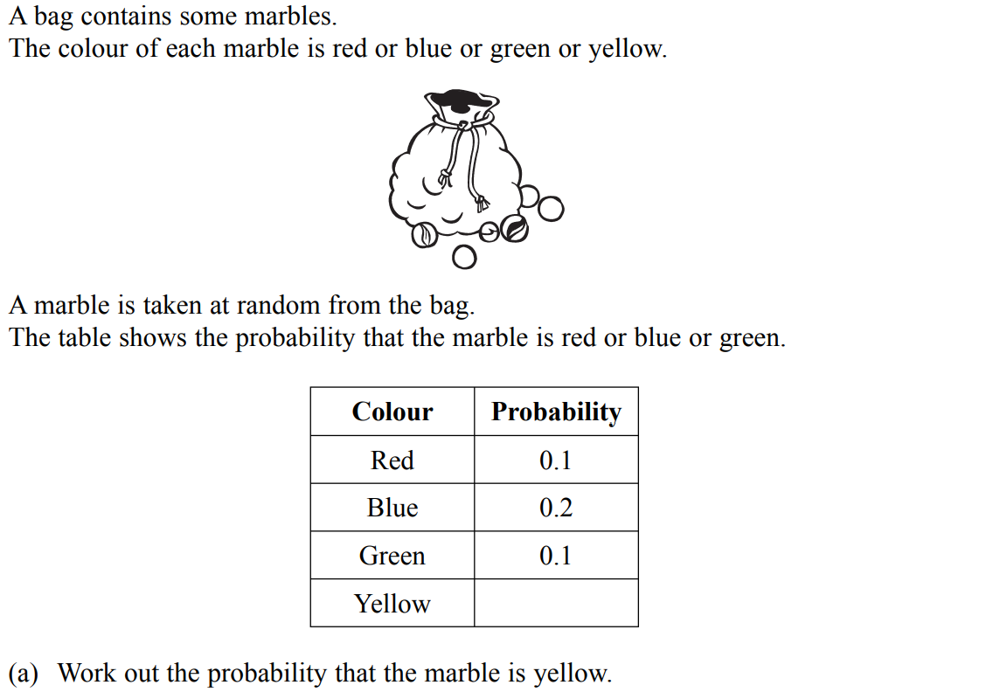 A bag contains some marbles.
The colour of each marble is red or blue or green or yellow.
A marble is taken at random from the bag.
The table shows the probability that the marble is red or blue or green.
Colour Probability
Red 0.1
Blue 0.2
Green 0.1
Yellow
(a) Work out the probability that the marble is yellow.